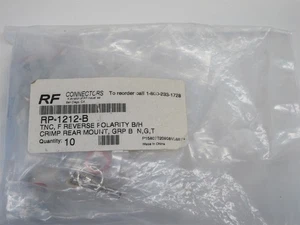 RF CONNECTORS To reorder call 1-800-233-1728
RP-1212-B
TNC, F REVERSE POLARITY B/H
CRIMP REAR MOUNT, GRP B N,G,T
Quantity: 10
Made in China